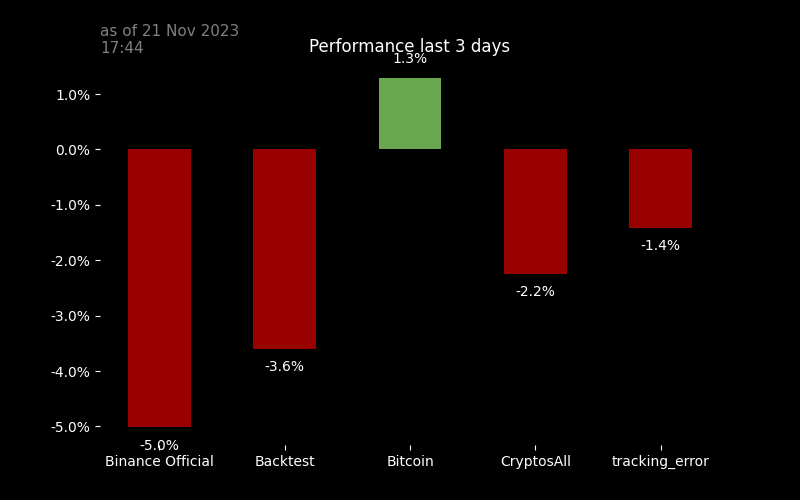 as of 21 Nov 2023
17:44
Performance last 3 days
1.3%
1.0%
0.0%
-1.0%
-1.4%
-2.0%
-2.2%
-3.0%
-3.6%
-4.0%
-5.0%
-5.0%
Binance Official
Backtest
Bitcoin
CryptosAll
tracking_error